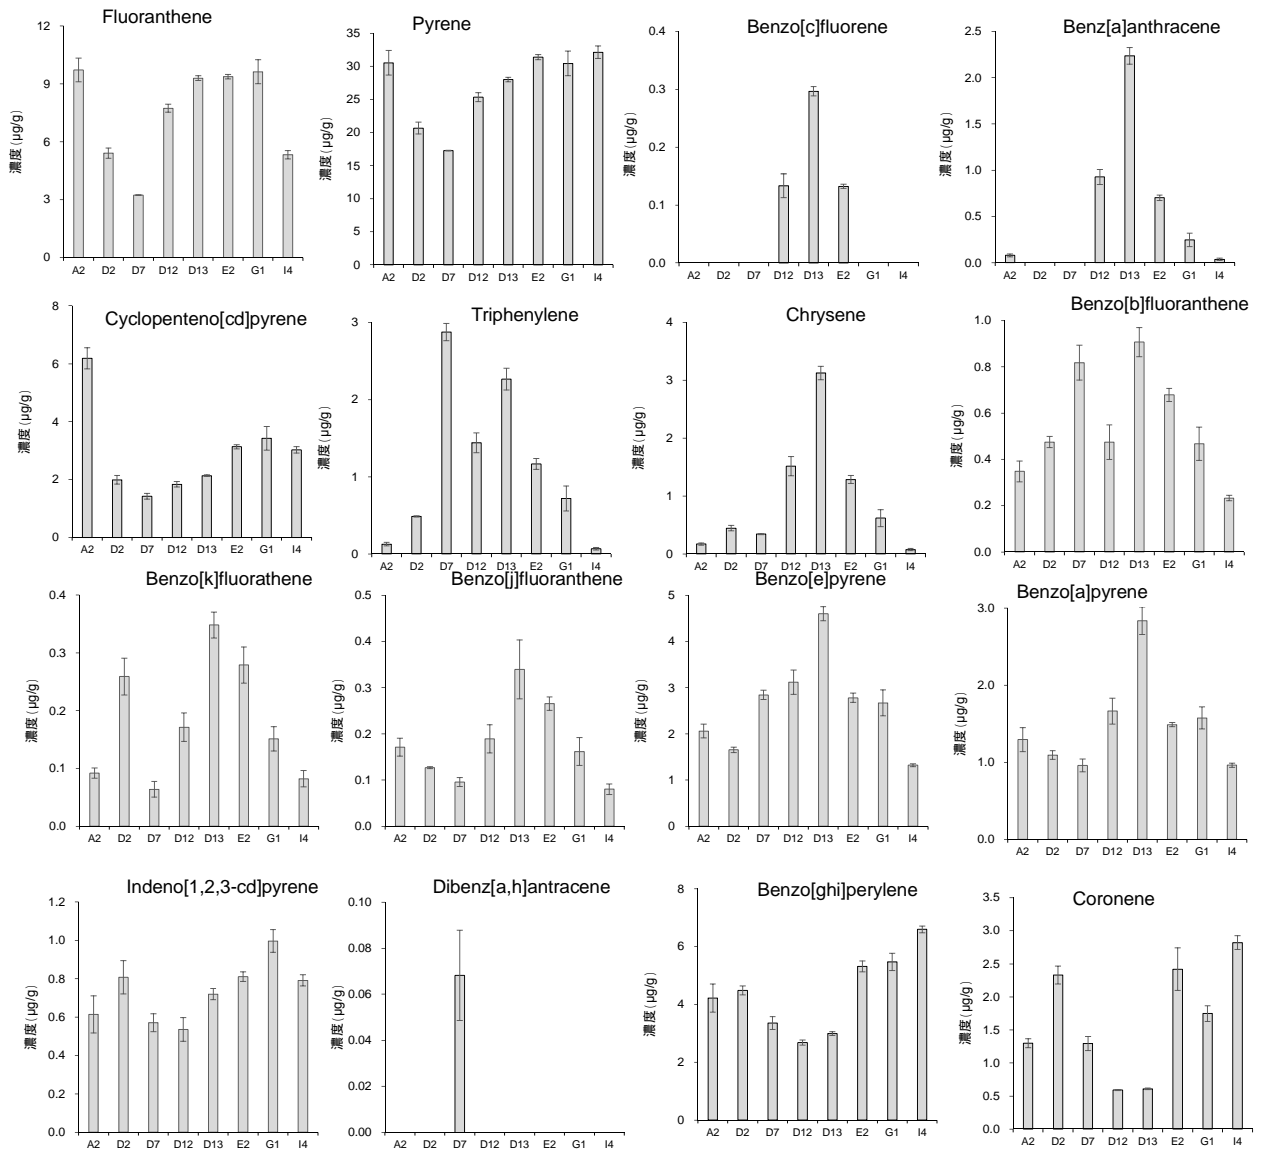 Fluoranthene
12
9
6
3
0
濃度（μg/g）
A2 D2 D7 D12 D13 E2 G1 I4
Pyrene
35
30
25
20
15
10
5
0
濃度（μg/g）
A2 D2 D7 D12 D13 E2 G1 I4
Benzo[c]fluorene
0.4
0.3
0.2
0.1
0.0
濃度（μg/g）
A2 D2 D7 D12 D13 E2 G1 I4
Benz[a]anthracene
2.5
2.0
1.5
1.0
0.5
0.0
濃度（μg/g）
A2 D2 D7 D12 D13 E2 G1 I4
Cyclopenteno[cd]pyrene
8
6
4
2
0
濃度（μg/g）
A2 D2 D7 D12 D13 E2 G1 I4
Triphenylene
3
2
1
0
濃度（μg/g）
A2 D2 D7 D12 D13 E2 G1 I4
Chrysene
4
3
2
1
0
濃度（μg/g）
A2 D2 D7 D12 D13 E2 G1 I4
Benzo[b]fluoranthene
1.0
0.8
0.6
0.4
0.2
0.0
濃度（μg/g）
A2 D2 D7 D12 D13 E2 G1 I4
Benzo[k]fluorathene
0.4
0.3
0.2
0.1
0.0
濃度（μg/g）
A2 D2 D7 D12 D13 E2 G1 I4
Benzo[j]fluoranthene
0.5
0.4
0.3
0.2
0.1
0.0
濃度（μg/g）
A2 D2 D7 D12 D13 E2 G1 I4
Benzo[e]pyrene
5
4
3
2
1
0
濃度（μg/g）
A2 D2 D7 D12 D13 E2 G1 I4
Benzo[a]pyrene
3.0
2.0
1.0
0.0
濃度（μg/g）
A2 D2 D7 D12 D13 E2 G1 I4
Indeno[1,2,3-cd]pyrene
1.2
1.0
0.8
0.6
0.4
0.2
0.0
濃度（μg/g）
A2 D2 D7 D12 D13 E2 G1 I4
Dibenz[a,h]antracene
0.10
0.08
0.06
0.04
0.02
0.00
濃度（μg/g）
A2 D2 D7 D12 D13 E2 G1 I4
Benzo[ghi]perylene
8
6
4
2
0
濃度（μg/g）
A2 D2 D7 D12 D13 E2 G1 I4
Coronene
3.5
3.0
2.5
2.0
1.5
1.0
0.5
0.0
濃度（μg/g）
A2 D2 D7 D12 D13 E2 G1 I4